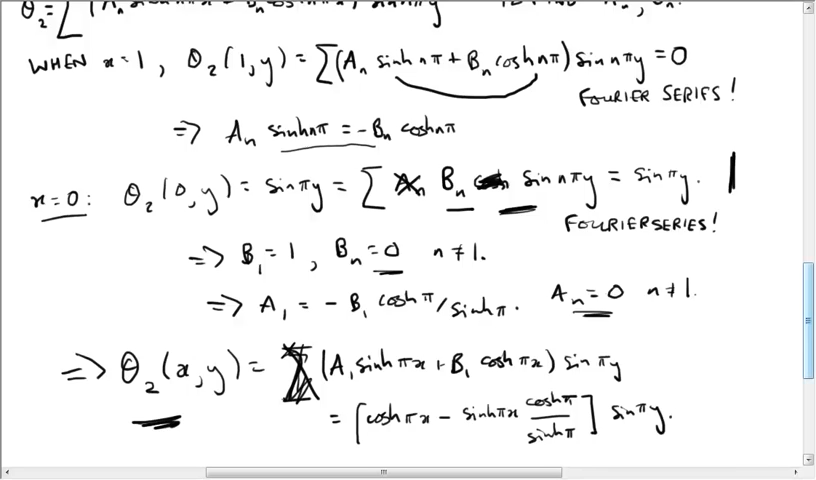 θ₂ = ∑
WHEN x=1, θ₂(1,y) = ∑(Aₙ sinh nπ + Bₙ cosh nπ) sin nπy = 0
FOURIER SERIES!
=> Aₙ sinh nπ = -Bₙ cosh nπ
x=0: θ₂(0,y) = sin πy = ∑ Bₙ sin nπy = sin πy.
FOURIER SERIES!
=> B₁ = 1, Bₙ = 0 n≠1.
=> A₁ = - B₁ cosh π / sinh π. Aₙ = 0 n≠1.
=> θ₂(x,y) = (A₁ sinh πx + B₁ cosh πx) sin πy
= [cosh πx - sinh πx cosh π / sinh π] sin πy.